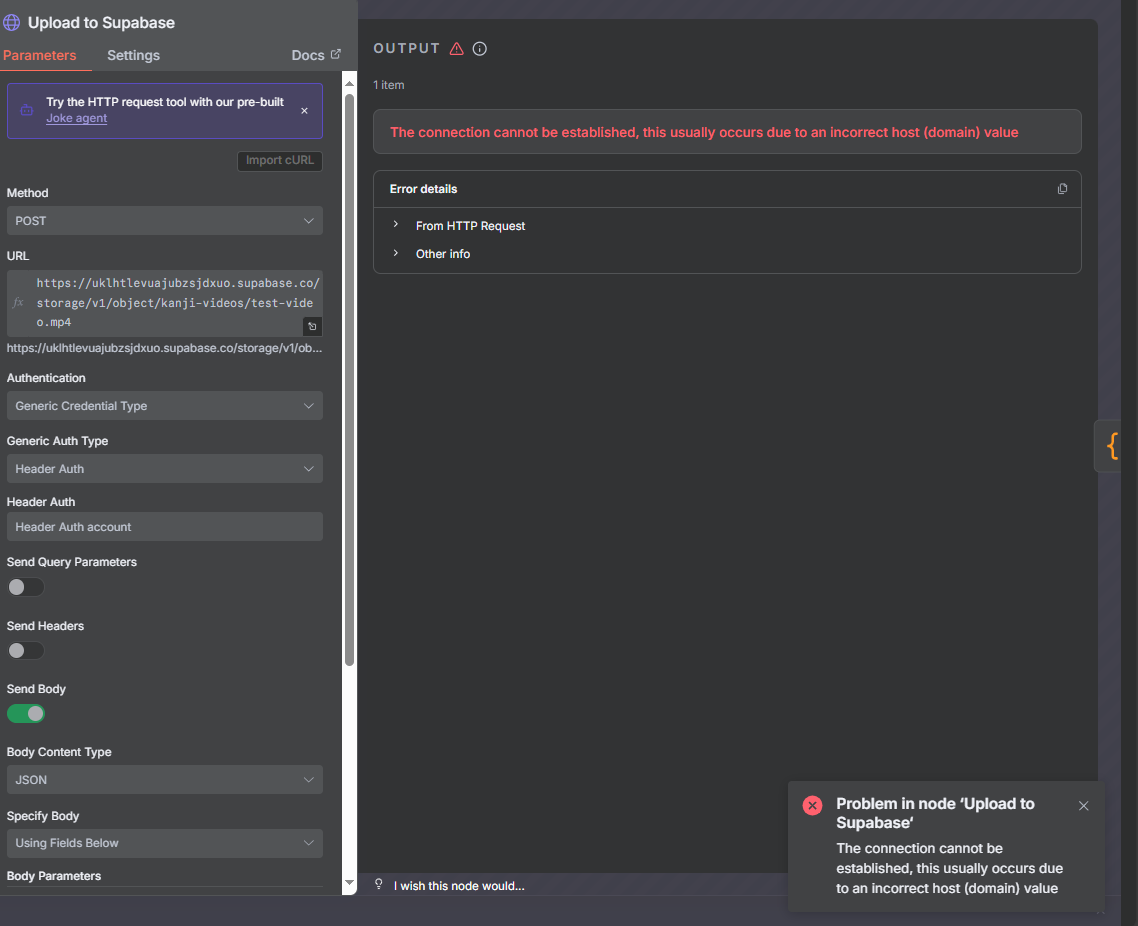 Upload to Supabase
Parameters
Settings
Docs
Try the HTTP request tool with our pre-built
Joke agent
Import cURL
Method
POST
URL
fx
https://uklhtlevuajubzsjdxuo.supabase.co/
storage/v1/object/kanji-videos/test-vide
o.mp4
https://uklhtlevuajubzsjdxuo.supabase.co/storage/v1/ob...
Authentication
Generic Credential Type
Generic Auth Type
Header Auth
Header Auth
Header Auth account
Send Query Parameters
Send Headers
Send Body
Body Content Type
JSON
Specify Body
Using Fields Below
Body Parameters
OUTPUT
1 item
The connection cannot be established, this usually occurs due to an incorrect host (domain) value
Error details
From HTTP Request
Other info
{
I wish this node would...
Problem in node ‘Upload to
Supabase‘
The connection cannot be
established, this usually occurs due
to an incorrect host (domain) value